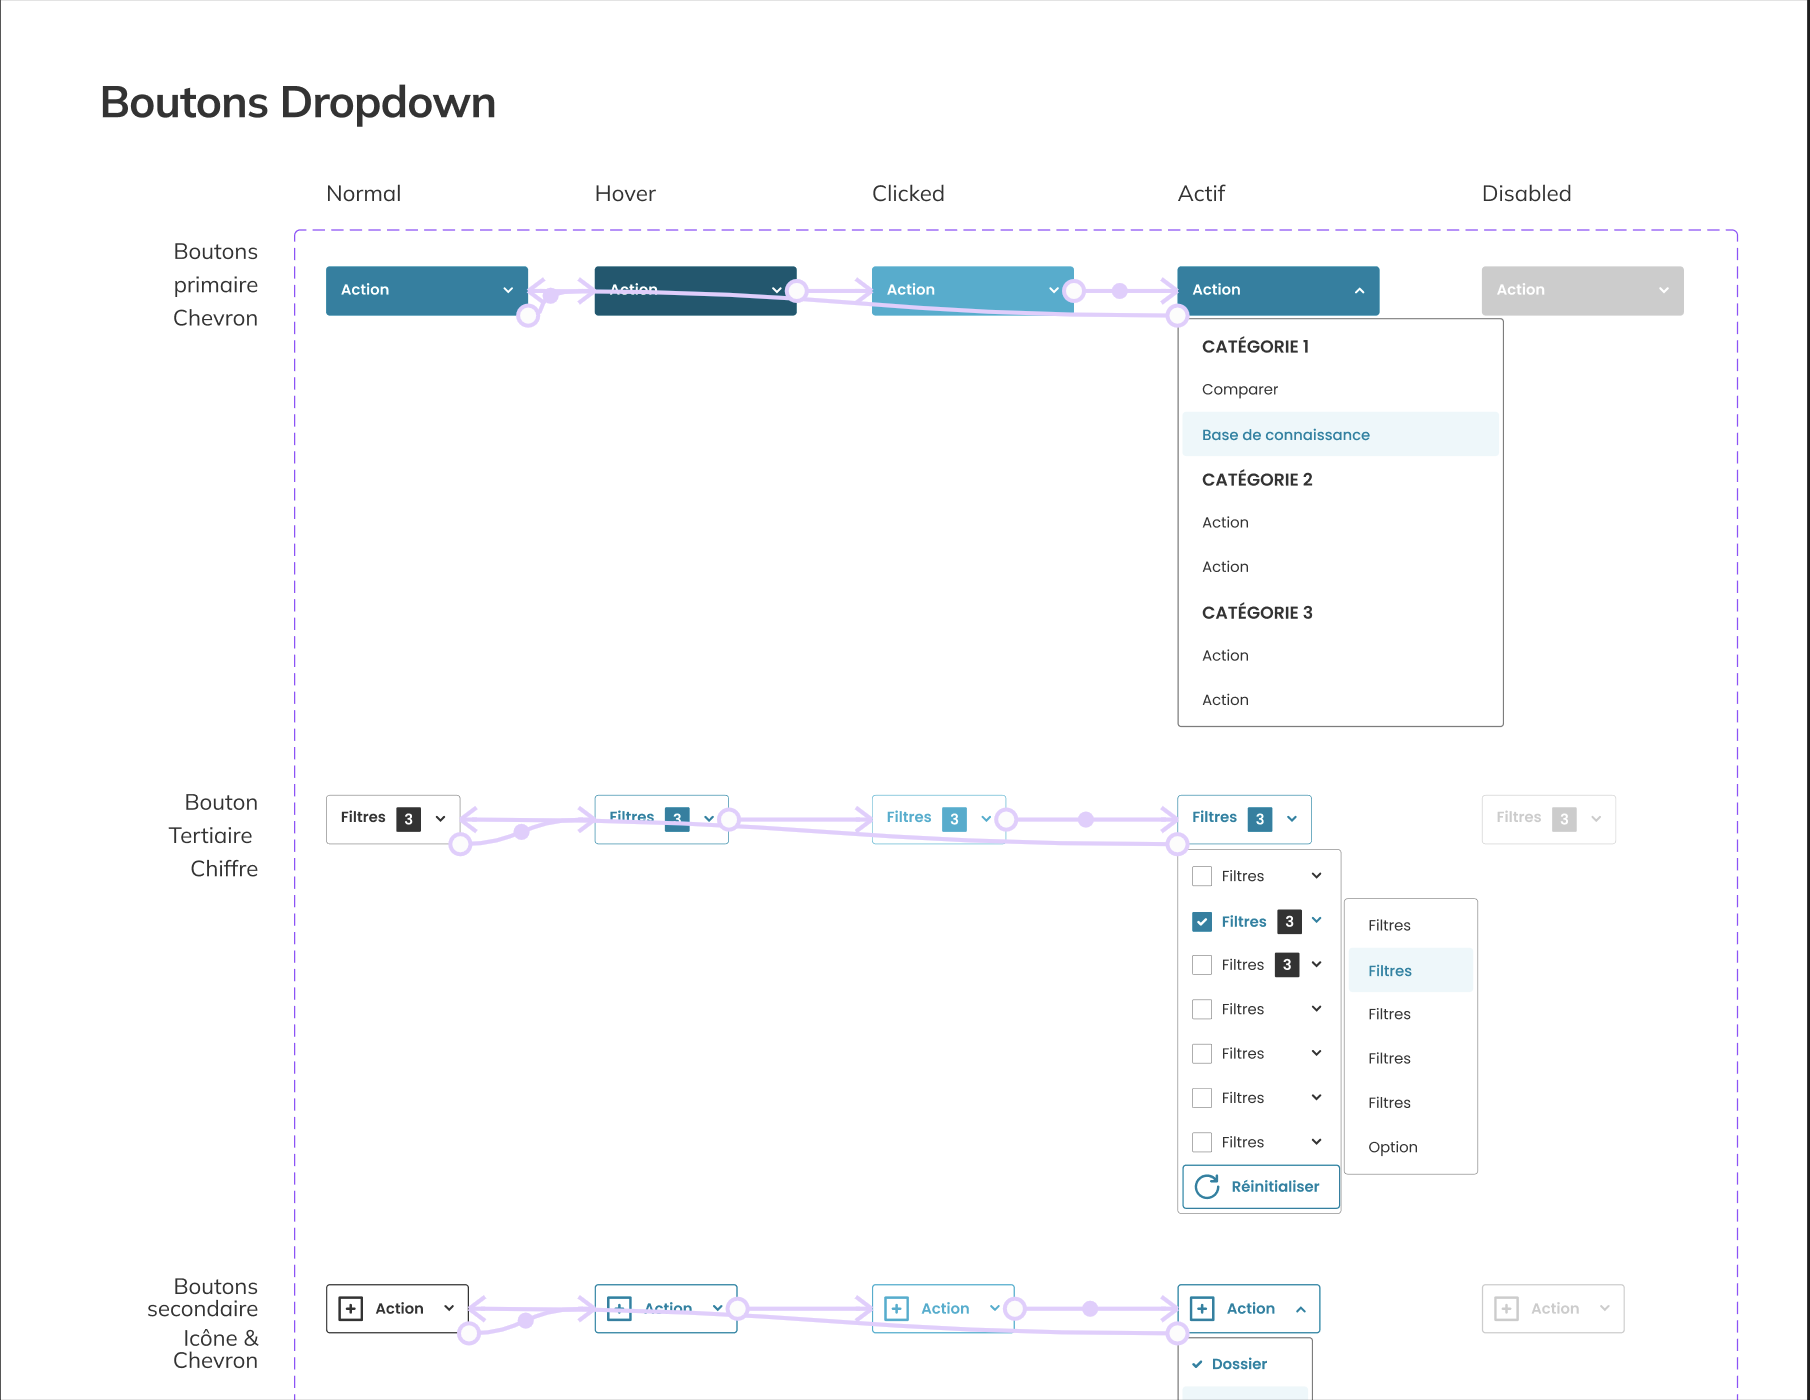 Boutons Dropdown
Normal
Hover
Clicked
Actif
Disabled
Boutons
primaire
Chevron
Action
Action
Action
Action
Action
CATÉGORIE 1
Comparer
Base de connaissance
CATÉGORIE 2
Action
Action
CATÉGORIE 3
Action
Action
Bouton
Tertiaire
Chiffre
Filtres 3
Filtres 3
Filtres 3
Filtres 3
Filtres 3
Filtres
Filtres 3
Filtres 3
Filtres
Filtres
Filtres
Filtres
Réinitialiser
Filtres
Filtres
Filtres
Filtres
Filtres
Option
Boutons
secondaire
Icône &
Chevron
Action
Action
Action
Action
Action
Dossier